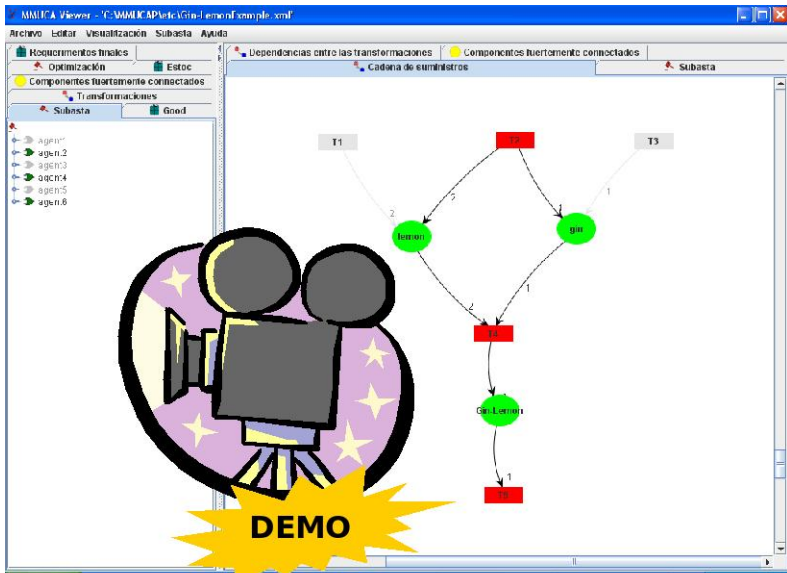 MMUCA Viewer - 'C:\MMUCAP\etc\Gin-LemonExample.xml'
Archivo Editar Visualización Subasta Ayuda
Requerimentos finales
Optimización Estoc
Componentes fuertemente connectados
Transformaciones
Subasta Good
agent1
agent2
agent3
agent4
agent5
agent6
Dependencias entre las transformaciones Componentes fuertemente connectados
Cadena de suministros Subasta
T1 T2 T3
2 1 1
2
lemon gin
2 1
T4
Gin-Lemon
1
DEMO